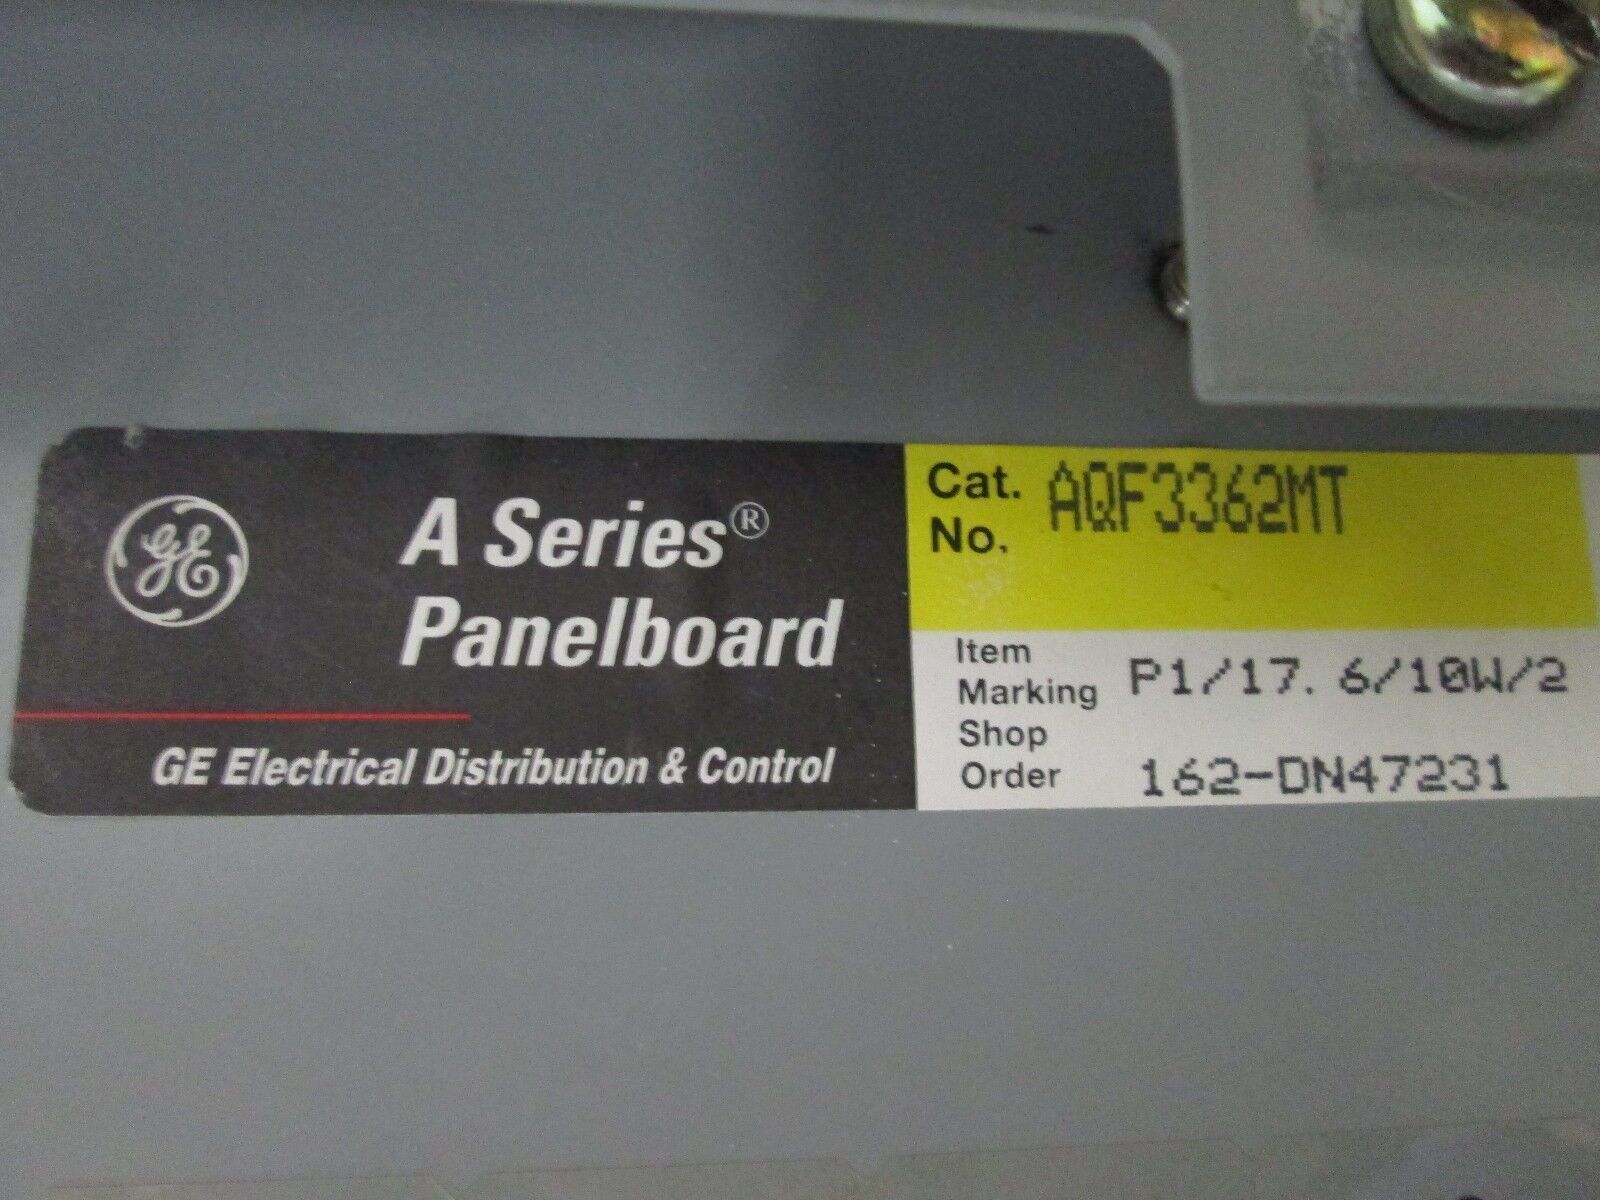 GE
A Series®
Panelboard
GE Electrical Distribution & Control
Cat. No. AQF3362MT
Item Marking P1/17.6/10W/2
Shop Order 162-DN47231